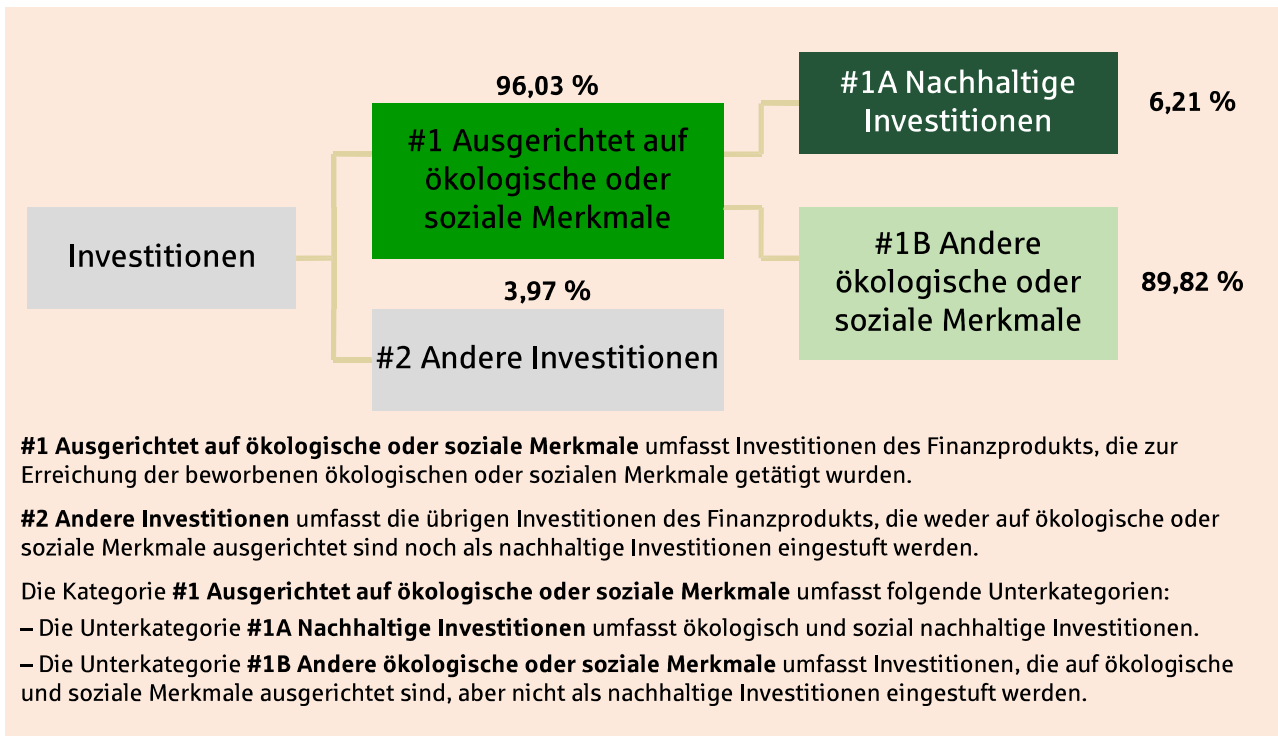 96,03 %
#1 Ausgerichtet auf
ökologische oder
soziale Merkmale
#1A Nachhaltige
Investitionen
6,21 %
Investitionen
#1B Andere
ökologische oder
soziale Merkmale
89,82 %
3,97 %
#2 Andere Investitionen
#1 Ausgerichtet auf ökologische oder soziale Merkmale umfasst Investitionen des Finanzprodukts, die zur
Erreichung der beworbenen ökologischen oder sozialen Merkmale getätigt wurden.
#2 Andere Investitionen umfasst die übrigen Investitionen des Finanzprodukts, die weder auf ökologische oder
soziale Merkmale ausgerichtet sind noch als nachhaltige Investitionen eingestuft werden.
Die Kategorie #1 Ausgerichtet auf ökologische oder soziale Merkmale umfasst folgende Unterkategorien:
– Die Unterkategorie #1A Nachhaltige Investitionen umfasst ökologisch und sozial nachhaltige Investitionen.
– Die Unterkategorie #1B Andere ökologische oder soziale Merkmale umfasst Investitionen, die auf ökologische
und soziale Merkmale ausgerichtet sind, aber nicht als nachhaltige Investitionen eingestuft werden.